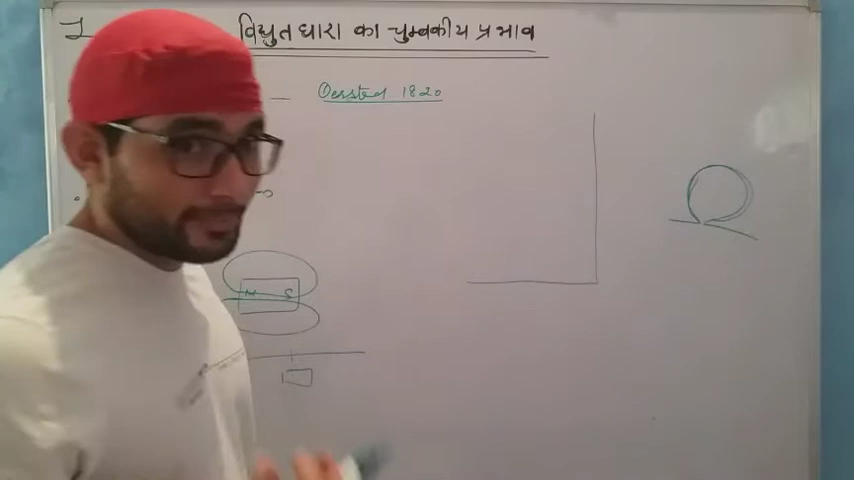 विद्युत धारा का चुम्बकीय प्रभाव
Oersted 1820
N S